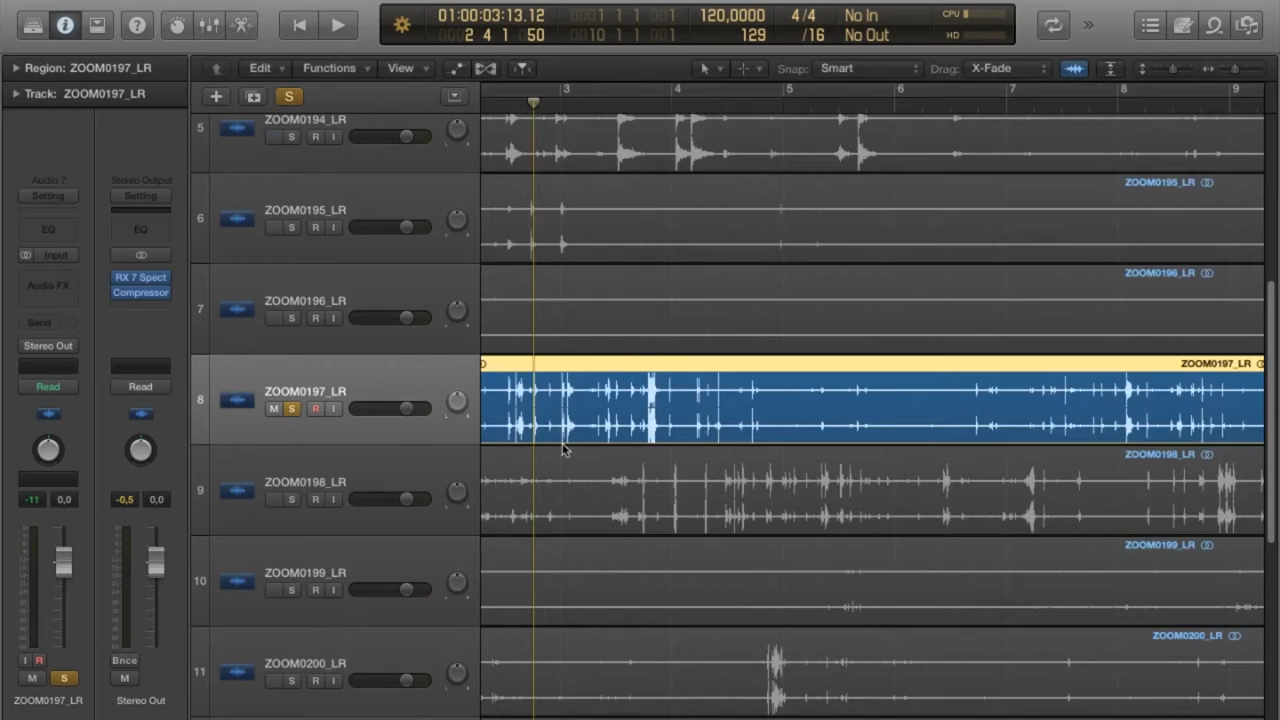 01:00:03:13.12 0001 1 1 001 120,0000 4/4 No In CPU
2 4 1 50 0010 1 1 001 129 /16 No Out HD
Region: ZOOM0197_LR Edit Functions View Snap: Smart Drag: X-Fade
Track: ZOOM0197_LR S 3 4 5 6 7 8 9
5 ZOOM0194_LR
S R I
L R
Audio 7 Stereo Output
Setting Setting
EQ EQ
Input
RX 7 Spect
Audio FX Compressor
Send
Stereo Out
Read Read
-11 0,0 -0,5 0,0
I R Bnce
M S M
ZOOM0197_LR Stereo Out
ZOOM0195_LR
6 ZOOM0195_LR
S R I
L R
ZOOM0196_LR
7 ZOOM0196_LR
S R I
L R
ZOOM0197_LR
8 ZOOM0197_LR
M S R I
L R
ZOOM0198_LR
9 ZOOM0198_LR
S R I
L R
ZOOM0199_LR
10 ZOOM0199_LR
S R I
L R
ZOOM0200_LR
11 ZOOM0200_LR
S R I
L R